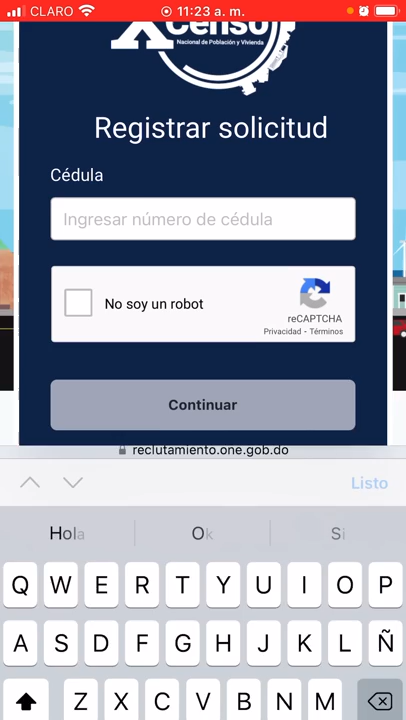 CLARO 11:23 a. m.
X Censo
Nacional de Población y Vivienda
Registrar solicitud
Cédula
Ingresar número de cédula
No soy un robot
reCAPTCHA
Privacidad - Términos
Continuar
reclutamiento.one.gob.do
Listo
Hola Ok Si
Q W E R T Y U I O P
A S D F G H J K L Ñ
Z X C V B N M